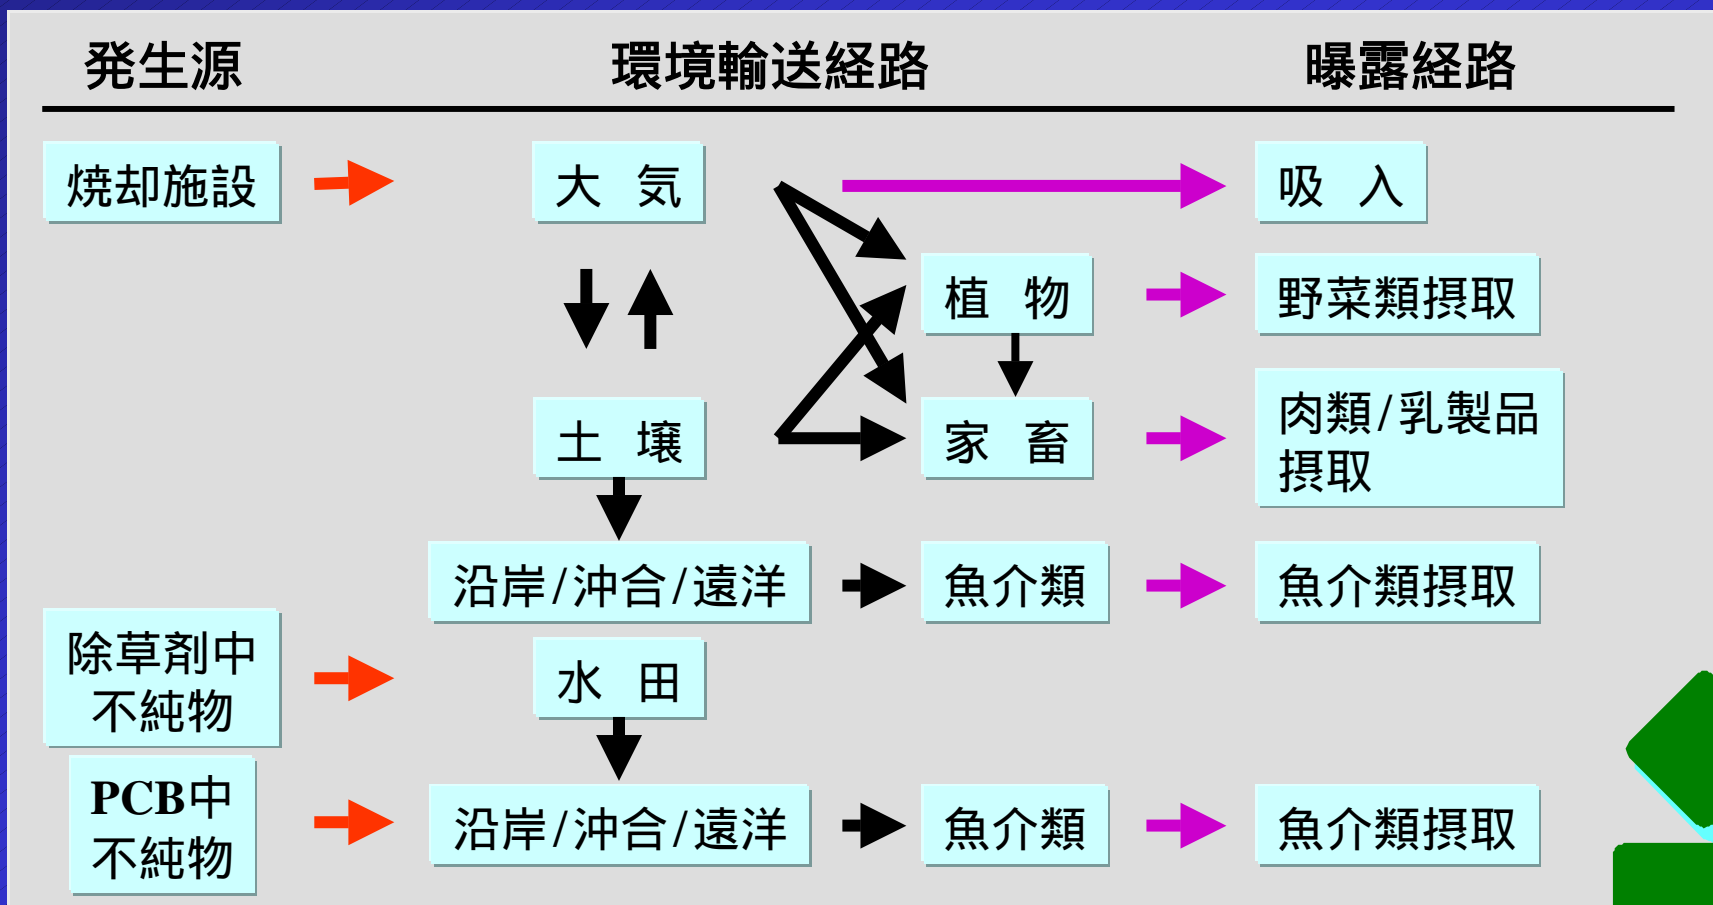 発生源
環境輸送経路
曝露経路
焼却施設
大 気
吸 入
植 物
野菜類摂取
土 壌
家 畜
肉類/乳製品
摂取
沿岸/沖合/遠洋
魚介類
魚介類摂取
除草剤中
不純物
水 田
PCB中
不純物
沿岸/沖合/遠洋
魚介類
魚介類摂取